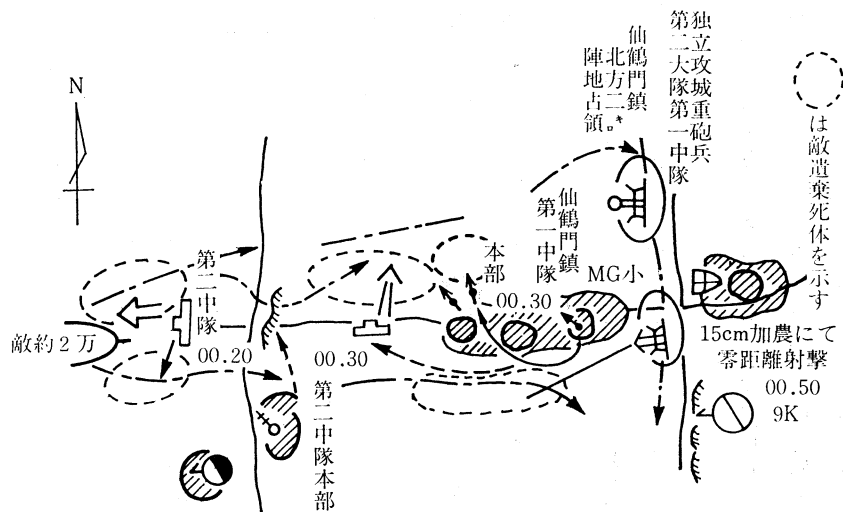 は敵遺棄死体を示す
独立攻城重砲兵
第二大隊第一中隊
仙鶴門鎮
北方二㌔
陣地占領。
N
仙鶴門鎮
第一中隊
本部
MG小
00.30
第二中隊
00.20
00.30
敵約2万
第二中隊本部
15cm加農にて
零距離射撃
00.50
9K